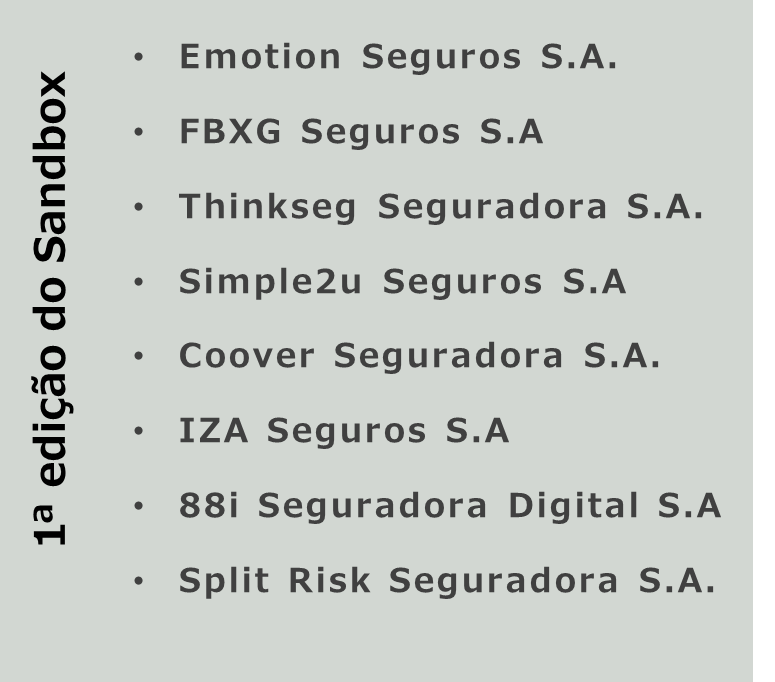 1ª edição do Sandbox
• Emotion Seguros S.A.
• FBXG Seguros S.A
• Thinkseg Seguradora S.A.
• Simple2u Seguros S.A
• Coover Seguradora S.A.
• IZA Seguros S.A
• 88i Seguradora Digital S.A
• Split Risk Seguradora S.A.